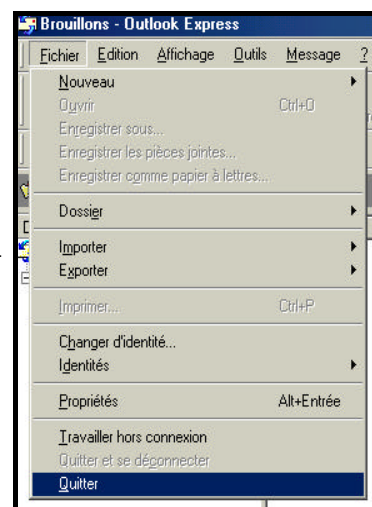 Brouillons - Outlook Express
Fichier Edition Affichage Outils Message ?
Nouveau
Ouvrir Ctrl+O
Enregistrer sous...
Enregistrer les pièces jointes...
Enregistrer comme papier à lettres...
Dossier
Importer
Exporter
Imprimer... Ctrl+P
Changer d'identité...
Identités
Propriétés Alt+Entrée
Travailler hors connexion
Quitter et se déconnecter
Quitter